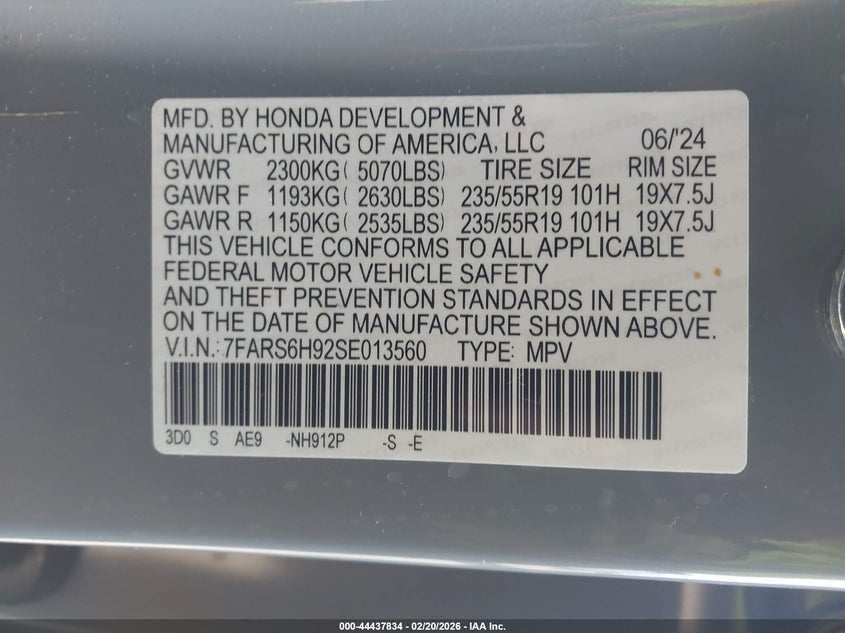 MFD. BY HONDA DEVELOPMENT &
MANUFACTURING OF AMERICA, LLC 06/'24
GVWR 2300KG( 5070LBS) TIRE SIZE RIM SIZE
GAWR F 1193KG( 2630LBS) 235/55R19 101H 19X7.5J
GAWR R 1150KG( 2535LBS) 235/55R19 101H 19X7.5J
THIS VEHICLE CONFORMS TO ALL APPLICABLE
FEDERAL MOTOR VEHICLE SAFETY
AND THEFT PREVENTION STANDARDS IN EFFECT
ON THE DATE OF MANUFACTURE SHOWN ABOVE.
V.I.N.: 7FARS6H92SE013560 TYPE: MPV
3D0 S AE9 -NH912P -S -E
000-44437834 - 02/20/2026 - IAA Inc.